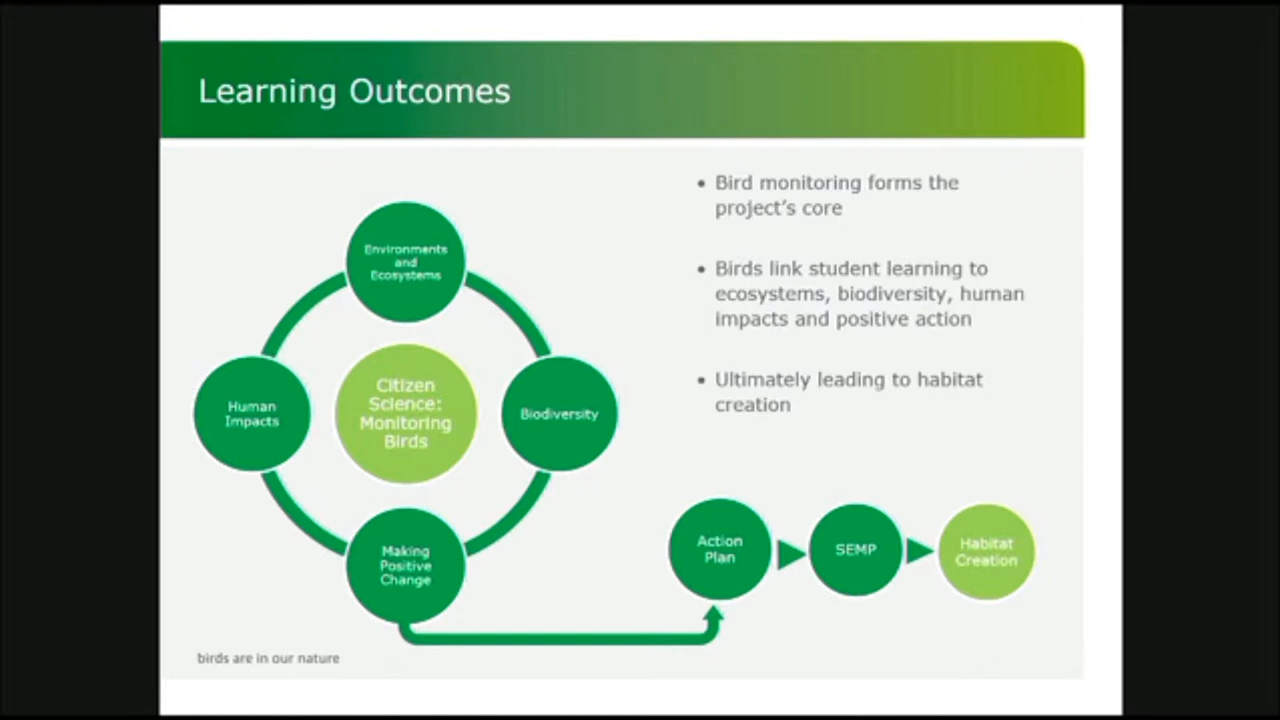 Learning Outcomes
• Bird monitoring forms the
project's core
• Birds link student learning to
ecosystems, biodiversity, human
impacts and positive action
• Ultimately leading to habitat
creation
Environments
and
Ecosystems
Human
Impacts
Citizen
Science:
Monitoring
Birds
Biodiversity
Making
Positive
Change
Action
Plan
SEMP
Habitat
Creation
birds are in our nature